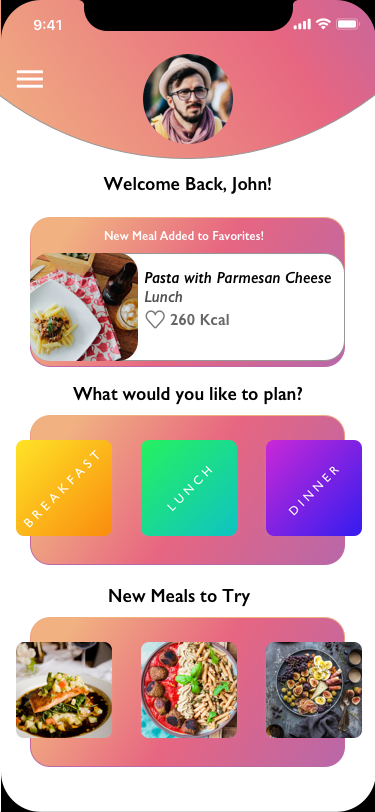 9:41
Welcome Back, John!
New Meal Added to Favorites!
Pasta with Parmesan Cheese
Lunch
260 Kcal
What would you like to plan?
BREAKFAST
LUNCH
DINNER
New Meals to Try